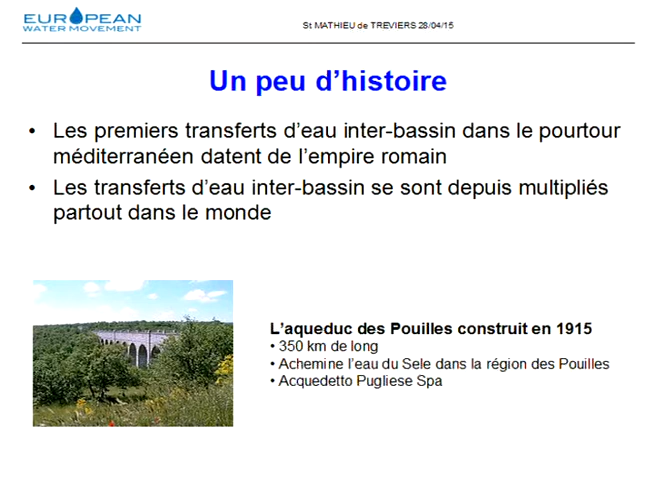 EUROPEAN
WATER MOVEMENT
St MATHIEU de TREVIERS 28/04/15
Un peu d'histoire
• Les premiers transferts d'eau inter-bassin dans le pourtour
méditerranéen datent de l'empire romain
• Les transferts d'eau inter-bassin se sont depuis multipliés
partout dans le monde
L'aqueduc des Pouilles construit en 1915
• 350 km de long
• Achemine l'eau du Sele dans la région des Pouilles
• Acquedetto Pugliese Spa